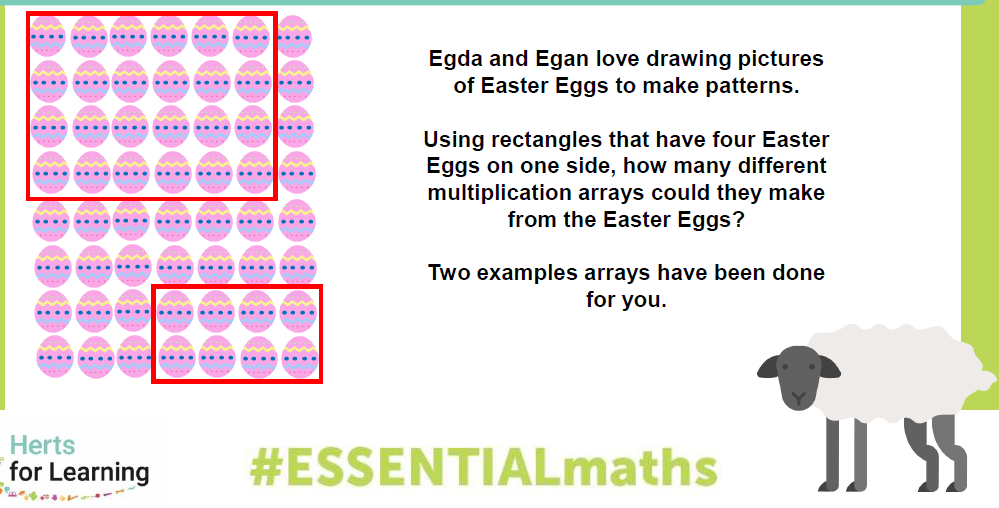 Egda and Egan love drawing pictures
of Easter Eggs to make patterns.
Using rectangles that have four Easter
Eggs on one side, how many different
multiplication arrays could they make
from the Easter Eggs?
Two examples arrays have been done
for you.
Herts
for Learning
#ESSENTIALmaths